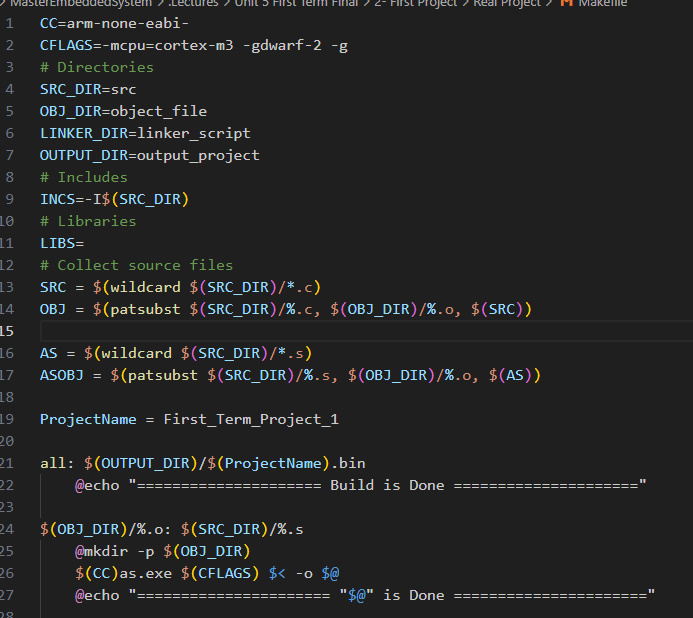 MasterEmbeddedSystem > .Lectures > Unit 5 First Term Final > 2- First Project > Real Project > M Makefile
1 CC=arm-none-eabi-
2 CFLAGS=-mcpu=cortex-m3 -gdwarf-2 -g
3 # Directories
4 SRC_DIR=src
5 OBJ_DIR=object_file
6 LINKER_DIR=linker_script
7 OUTPUT_DIR=output_project
8 # Includes
9 INCS=-I$(SRC_DIR)
10 # Libraries
11 LIBS=
12 # Collect source files
13 SRC = $(wildcard $(SRC_DIR)/*.c)
14 OBJ = $(patsubst $(SRC_DIR)/%.c, $(OBJ_DIR)/%.o, $(SRC))
15
16 AS = $(wildcard $(SRC_DIR)/*.s)
17 ASOBJ = $(patsubst $(SRC_DIR)/%.s, $(OBJ_DIR)/%.o, $(AS))
18
19 ProjectName = First_Term_Project_1
20
21 all: $(OUTPUT_DIR)/$(ProjectName).bin
22 @echo "===================== Build is Done ====================="
23
24 $(OBJ_DIR)/%.o: $(SRC_DIR)/%.s
25 @mkdir -p $(OBJ_DIR)
26 $(CC)as.exe $(CFLAGS) $< -o $@
27 @echo "====================== "$@" is Done ======================"
28